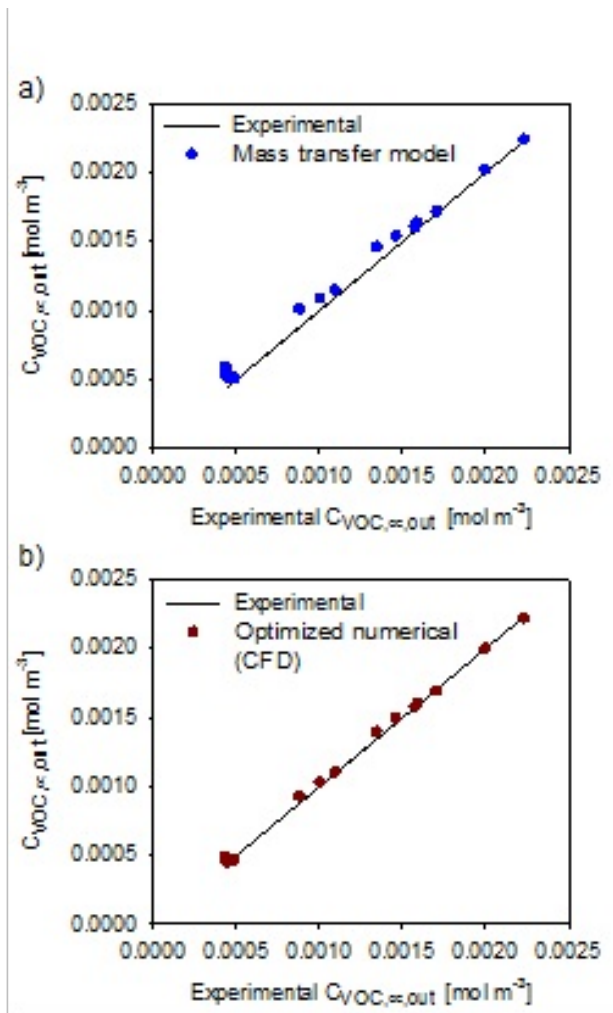 a)
0.0025
0.0020
0.0015
0.0010
0.0005
0.0000
C_VOC,∝,out [mol m⁻³]
Experimental
Mass transfer model
0.0000 0.0005 0.0010 0.0015 0.0020 0.0025
Experimental C_VOC,∝,out [mol m⁻³]
b)
0.0025
0.0020
0.0015
0.0010
0.0005
0.0000
C_VOC,∝,out [mol m⁻³]
Experimental
Optimized numerical
(CFD)
0.0000 0.0005 0.0010 0.0015 0.0020 0.0025
Experimental C_VOC,∝,out [mol m⁻³]